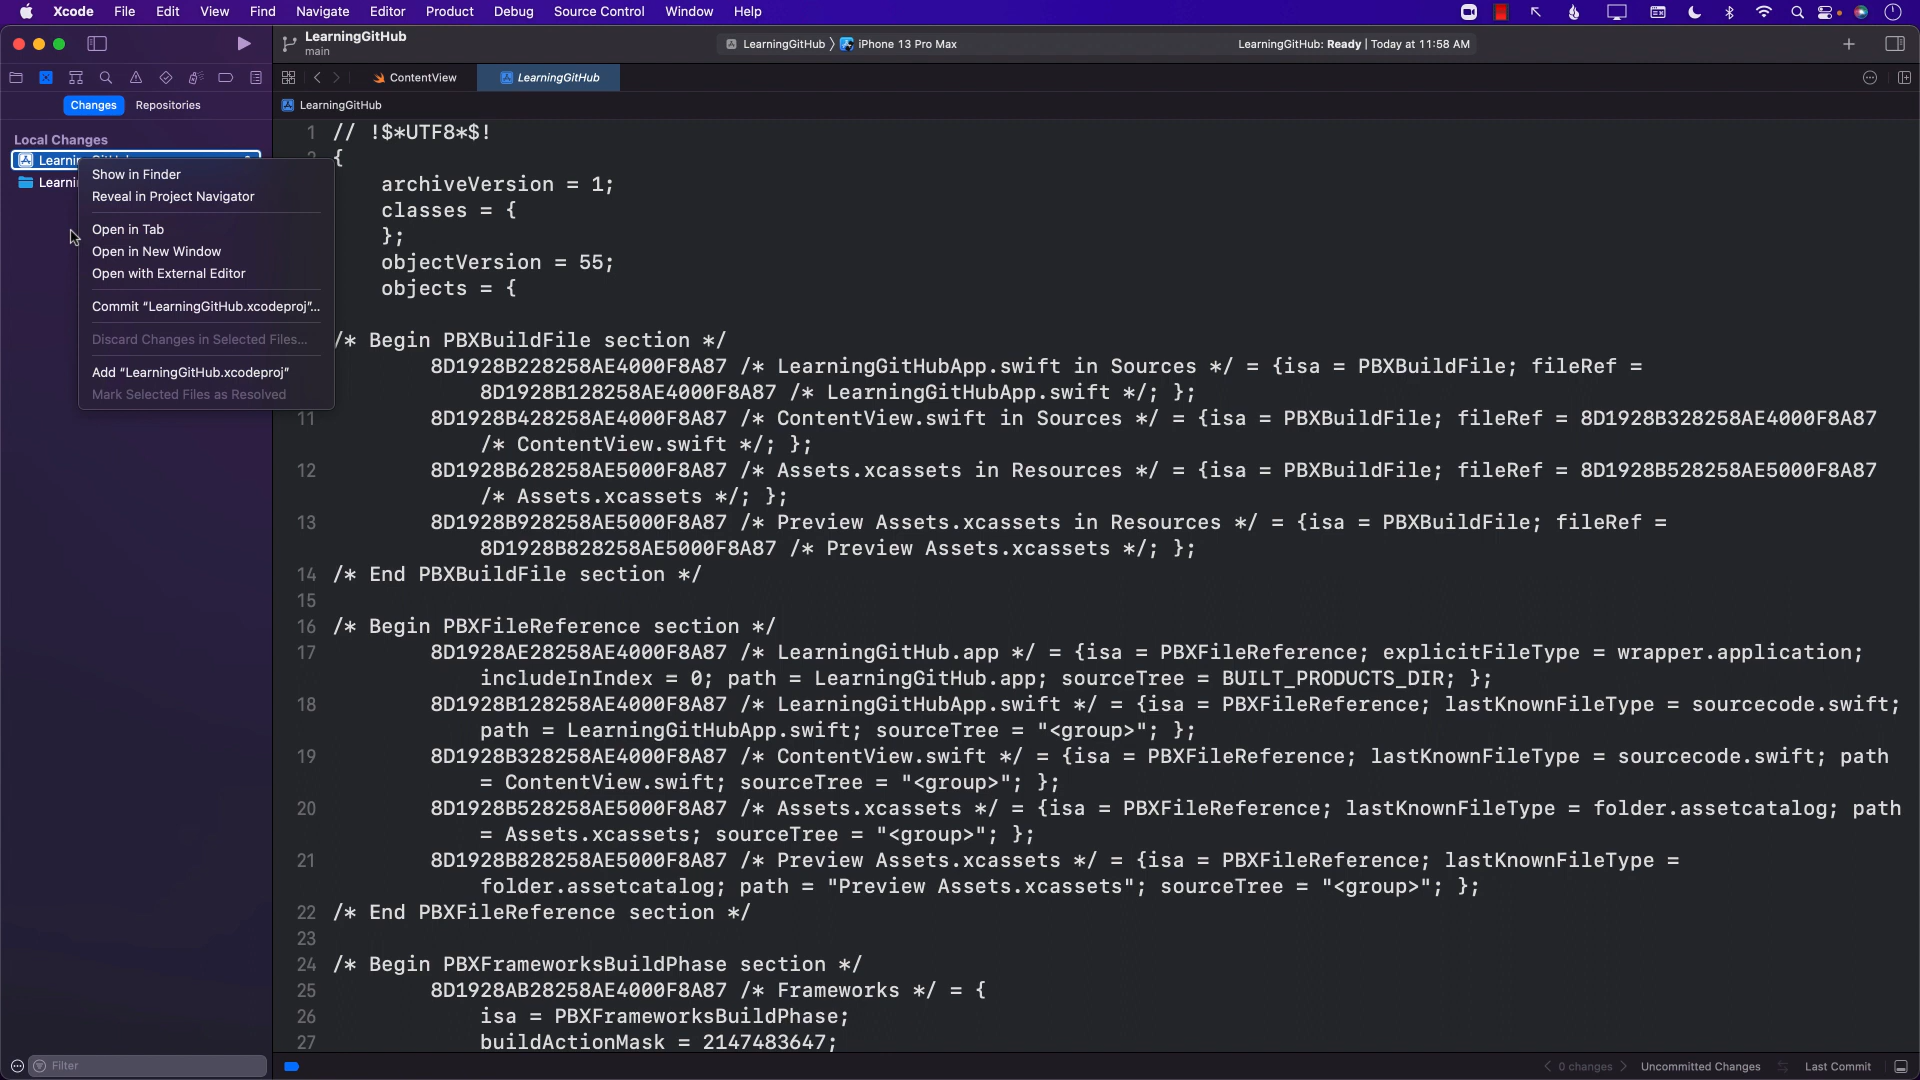 Xcode File Edit View Find Navigate Editor Product Debug Source Control Window Help
LearningGitHub
main
LearningGitHub iPhone 13 Pro Max
LearningGitHub: Ready | Today at 11:58 AM
ContentView
LearningGitHub
Changes Repositories
LearningGitHub
Local Changes
Show in Finder
Reveal in Project Navigator
Open in Tab
Open in New Window
Open with External Editor
Commit “LearningGitHub.xcodeproj”...
Discard Changes in Selected Files...
Add “LearningGitHub.xcodeproj”
Mark Selected Files as Resolved
1 // !$*UTF8*$!
{
archiveVersion = 1;
classes = {
};
objectVersion = 55;
objects = {
/* Begin PBXBuildFile section */
8D1928B228258AE4000F8A87 /* LearningGitHubApp.swift in Sources */ = {isa = PBXBuildFile; fileRef =
8D1928B128258AE4000F8A87 /* LearningGitHubApp.swift */; };
11 8D1928B428258AE4000F8A87 /* ContentView.swift in Sources */ = {isa = PBXBuildFile; fileRef = 8D1928B328258AE4000F8A87
/* ContentView.swift */; };
12 8D1928B628258AE5000F8A87 /* Assets.xcassets in Resources */ = {isa = PBXBuildFile; fileRef = 8D1928B528258AE5000F8A87
/* Assets.xcassets */; };
13 8D1928B928258AE5000F8A87 /* Preview Assets.xcassets in Resources */ = {isa = PBXBuildFile; fileRef =
8D1928B828258AE5000F8A87 /* Preview Assets.xcassets */; };
14 /* End PBXBuildFile section */
15
16 /* Begin PBXFileReference section */
17 8D1928AE28258AE4000F8A87 /* LearningGitHub.app */ = {isa = PBXFileReference; explicitFileType = wrapper.application;
includeInIndex = 0; path = LearningGitHub.app; sourceTree = BUILT_PRODUCTS_DIR; };
18 8D1928B128258AE4000F8A87 /* LearningGitHubApp.swift */ = {isa = PBXFileReference; lastKnownFileType = sourcecode.swift;
path = LearningGitHubApp.swift; sourceTree = "<group>"; };
19 8D1928B328258AE4000F8A87 /* ContentView.swift */ = {isa = PBXFileReference; lastKnownFileType = sourcecode.swift; path
= ContentView.swift; sourceTree = "<group>"; };
20 8D1928B528258AE5000F8A87 /* Assets.xcassets */ = {isa = PBXFileReference; lastKnownFileType = folder.assetcatalog; path
= Assets.xcassets; sourceTree = "<group>"; };
21 8D1928B828258AE5000F8A87 /* Preview Assets.xcassets */ = {isa = PBXFileReference; lastKnownFileType =
folder.assetcatalog; path = "Preview Assets.xcassets"; sourceTree = "<group>"; };
22 /* End PBXFileReference section */
23
24 /* Begin PBXFrameworksBuildPhase section */
25 8D1928AB28258AE4000F8A87 /* Frameworks */ = {
26 isa = PBXFrameworksBuildPhase;
27 buildActionMask = 2147483647;
Filter
0 changes Uncommitted Changes Last Commit